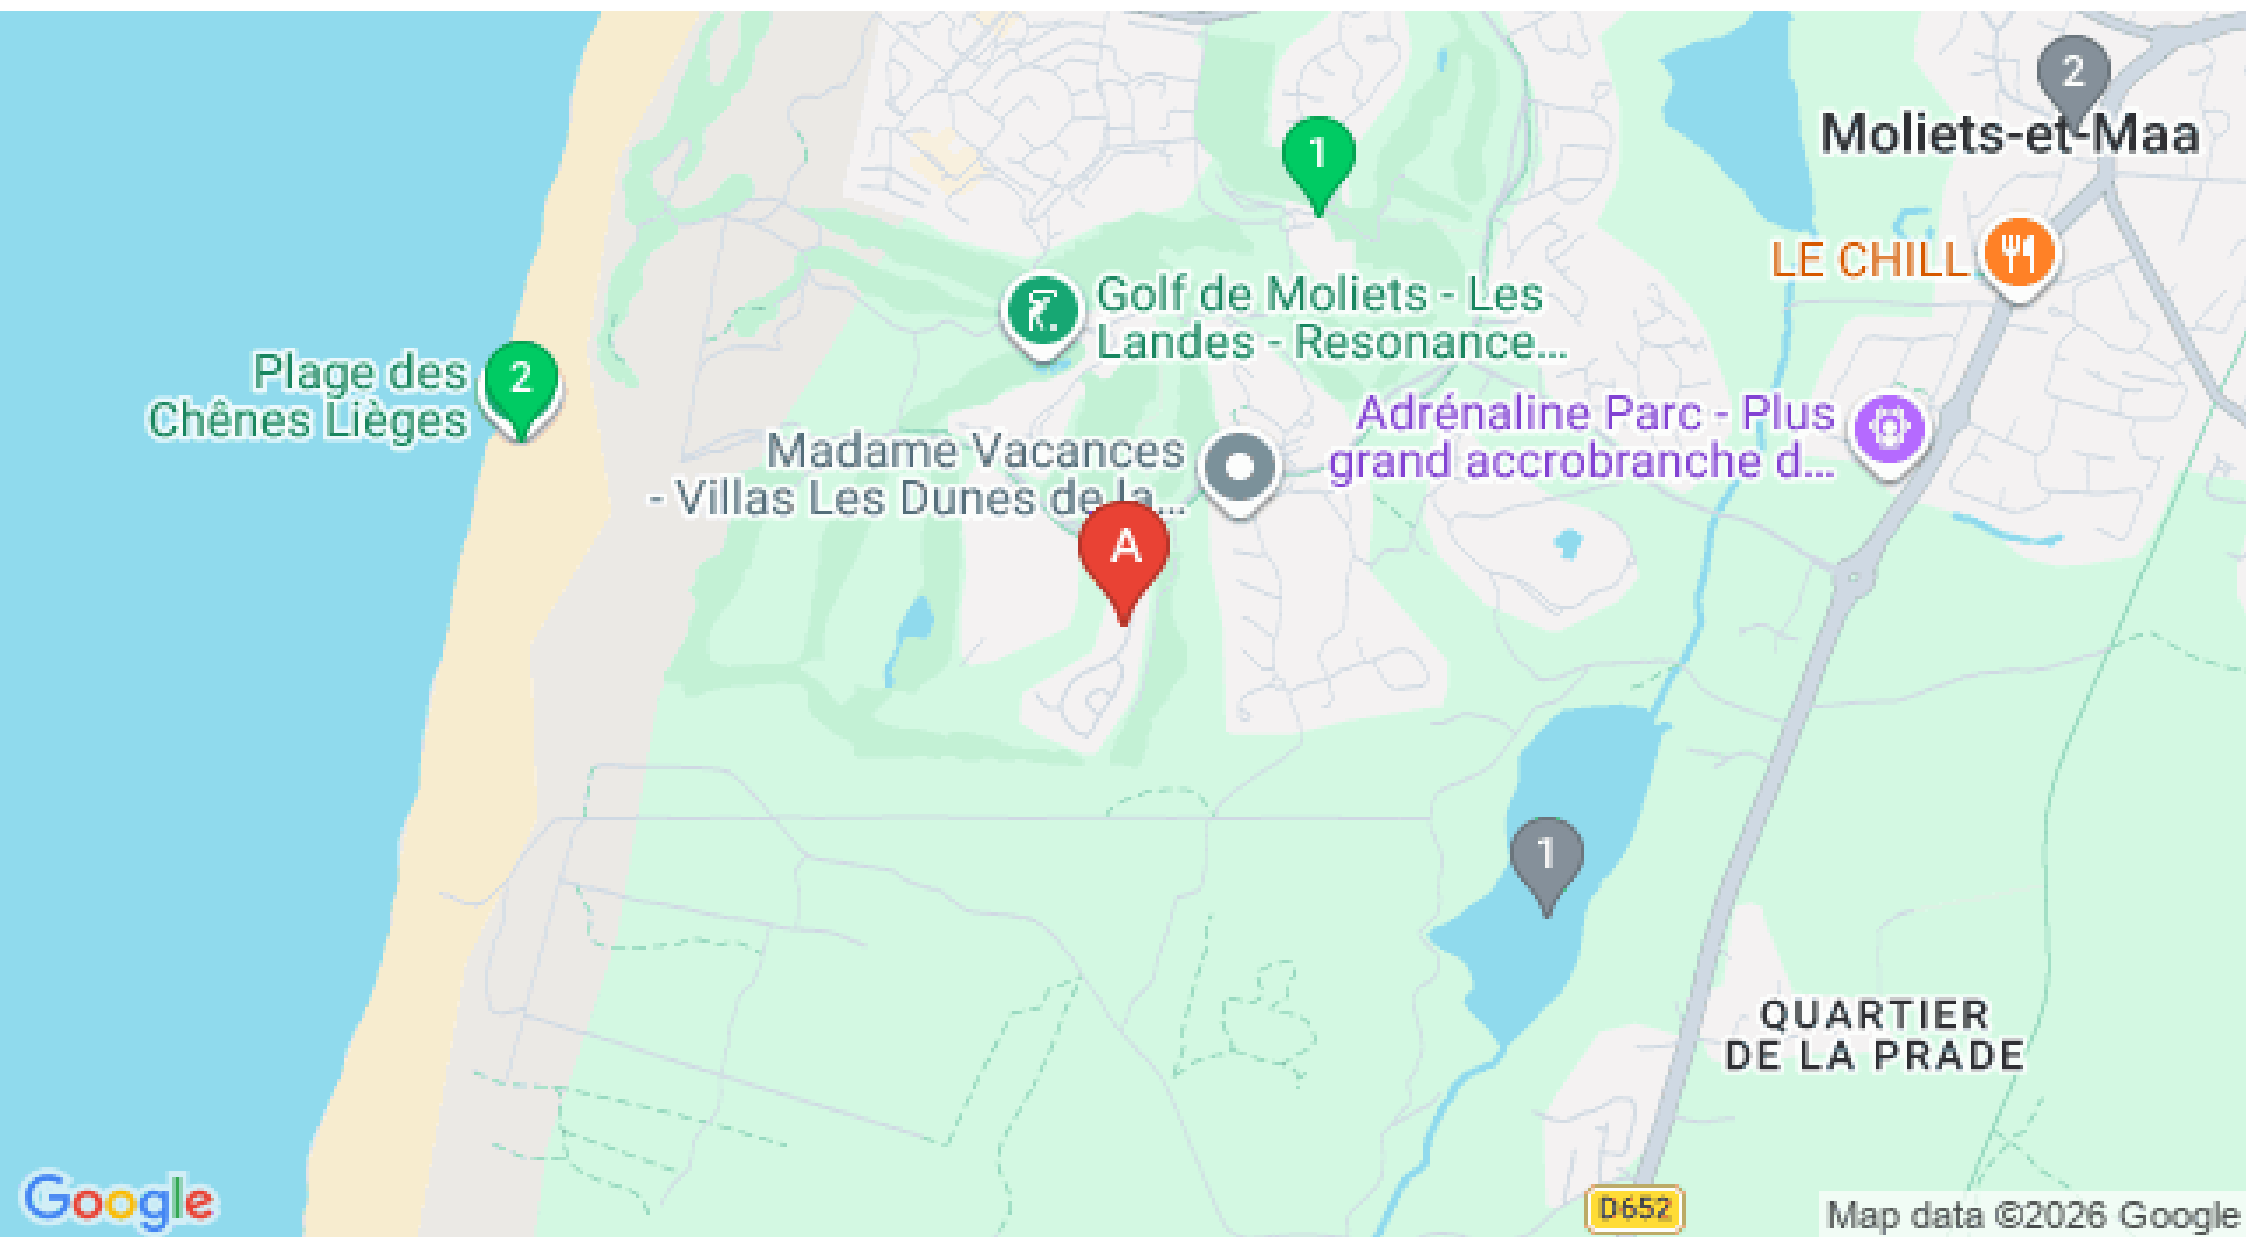 2
Moliets-et-Maa
1
LE CHILL
Golf de Moliets - Les
Landes - Resonance...
Plage des
Chênes Lièges
2
Adrénaline Parc - Plus
grand accrobranche d...
Madame Vacances
- Villas Les Dunes de la...
A
1
QUARTIER
DE LA PRADE
Google
D652
Map data ©2026 Google